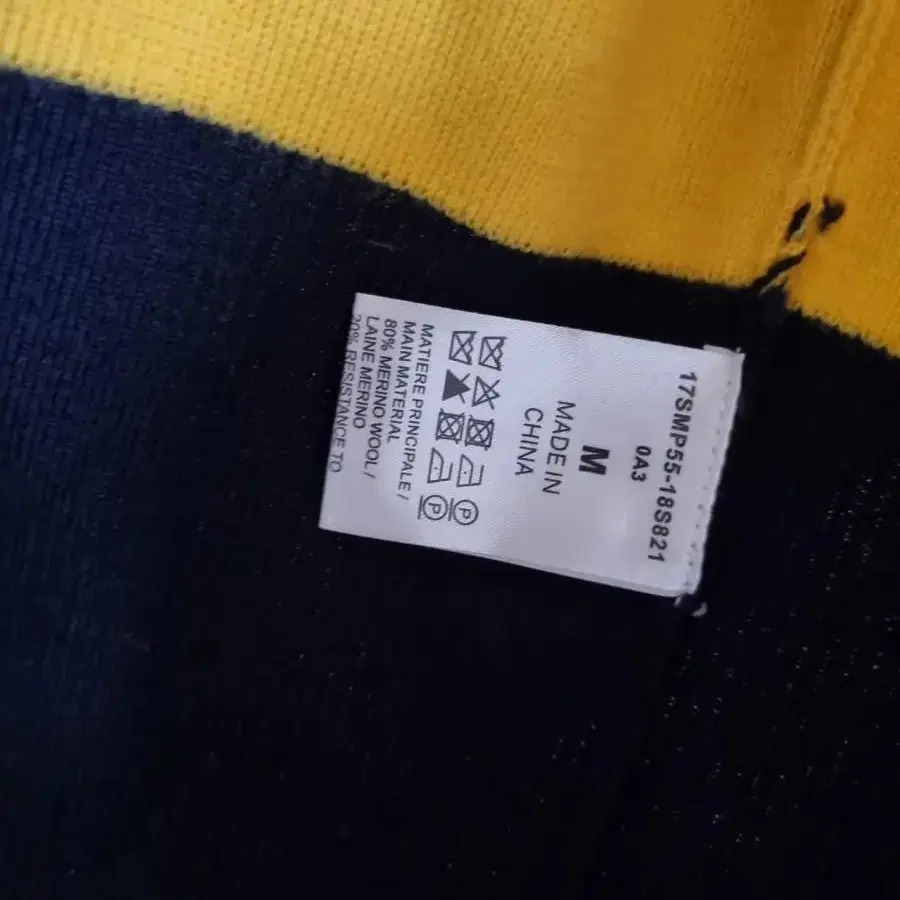 17SMP55-18S821
0A3
M
MADE IN
CHINA
P
P
MATIERE PRINCIPALE /
MAIN MATERIAL
80% MERINO WOOL /
LAINE MERINO
20% RESISTANCE TO